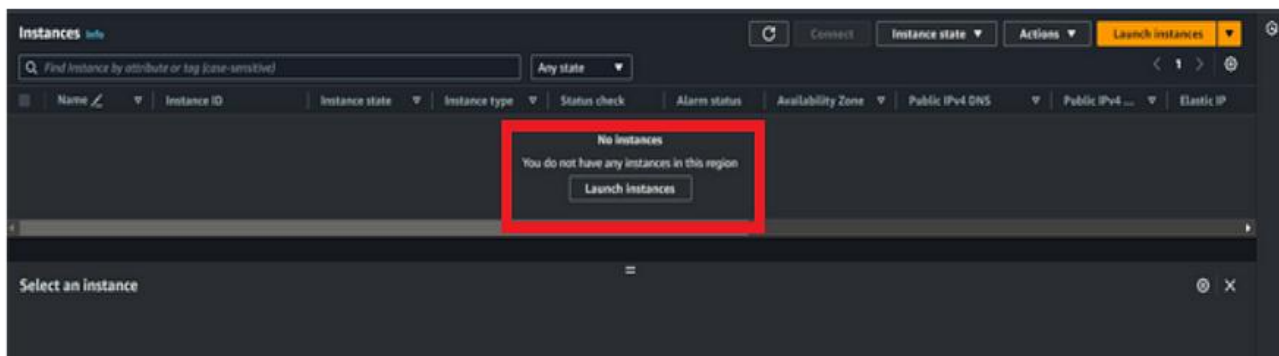 Instances Info
Connect
Instance state
Actions
Launch instances
Find Instance by attribute or tag (case-sensitive)
Any state
1
Name
Instance ID
Instance state
Instance type
Status check
Alarm status
Availability Zone
Public IPv4 DNS
Public IPv4 ...
Elastic IP
No instances
You do not have any instances in this region
Launch instances
Select an instance